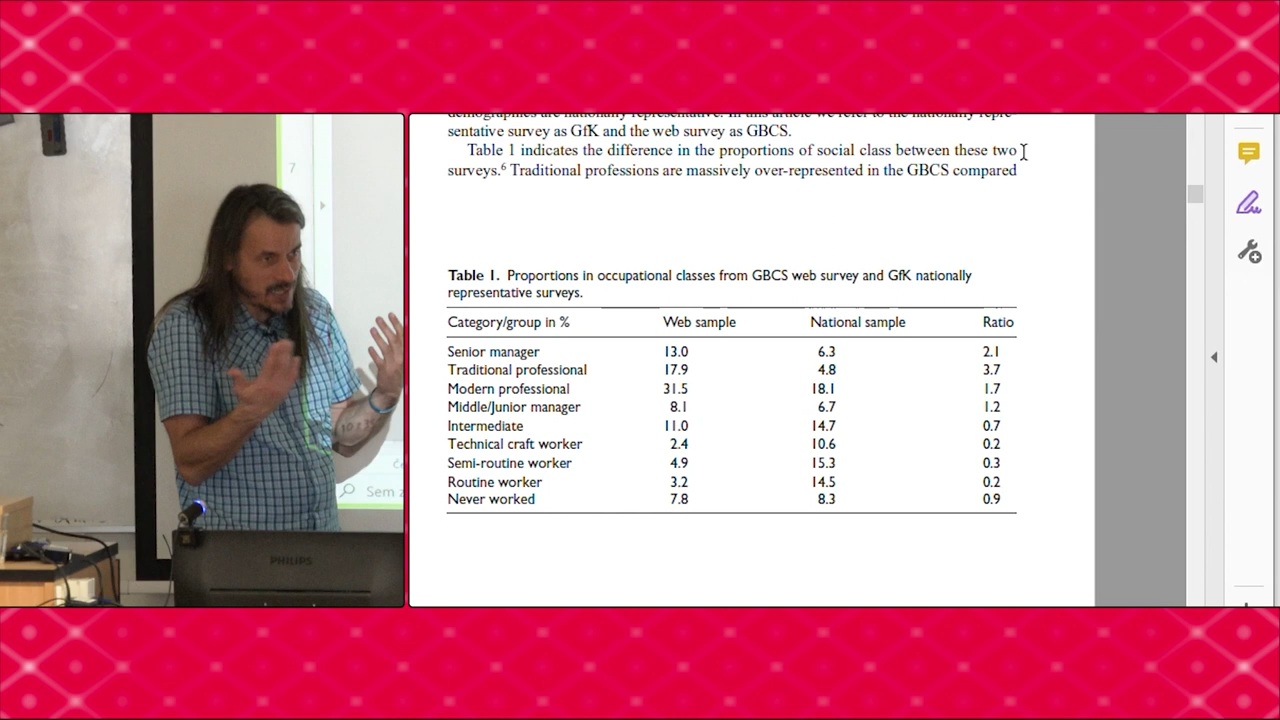 7
Sem z
PHILIPS
sentative survey as GfK and the web survey as GBCS.
Table 1 indicates the difference in the proportions of social class between these two
surveys.6 Traditional professions are massively over-represented in the GBCS compared
Table 1. Proportions in occupational classes from GBCS web survey and GfK nationally
representative surveys.
Category/group in % Web sample National sample Ratio
Senior manager 13.0 6.3 2.1
Traditional professional 17.9 4.8 3.7
Modern professional 31.5 18.1 1.7
Middle/Junior manager 8.1 6.7 1.2
Intermediate 11.0 14.7 0.7
Technical craft worker 2.4 10.6 0.2
Semi-routine worker 4.9 15.3 0.3
Routine worker 3.2 14.5 0.2
Never worked 7.8 8.3 0.9